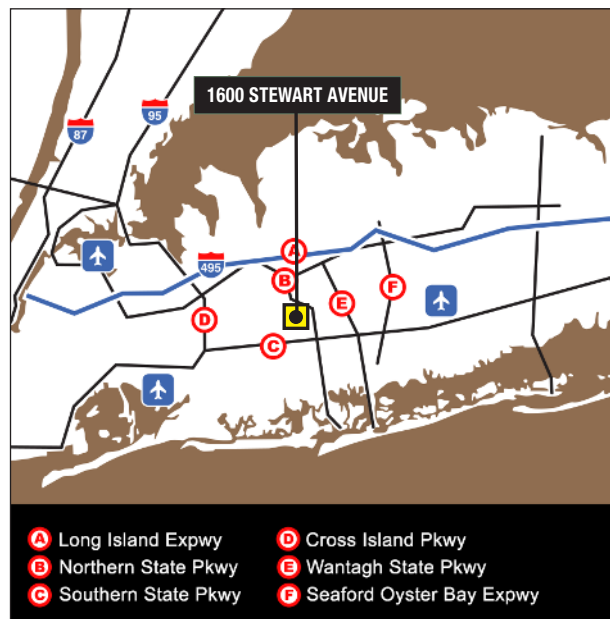 1600 STEWART AVENUE
95
87
A
495
B
F
E
D
C
A Long Island Expwy
B Northern State Pkwy
C Southern State Pkwy
D Cross Island Pkwy
E Wantagh State Pkwy
F Seaford Oyster Bay Expwy